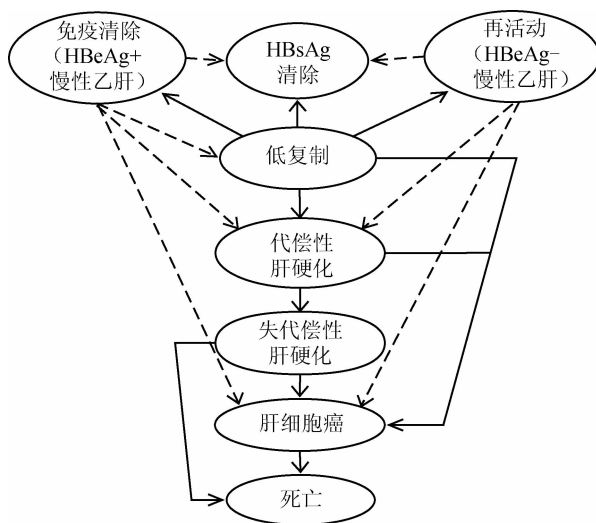 免疫清除
（HBeAg+
慢性乙肝）
HBsAg
清除
再活动
（HBeAg−
慢性乙肝）
低复制
代偿性
肝硬化
失代偿性
肝硬化
肝细胞癌
死亡